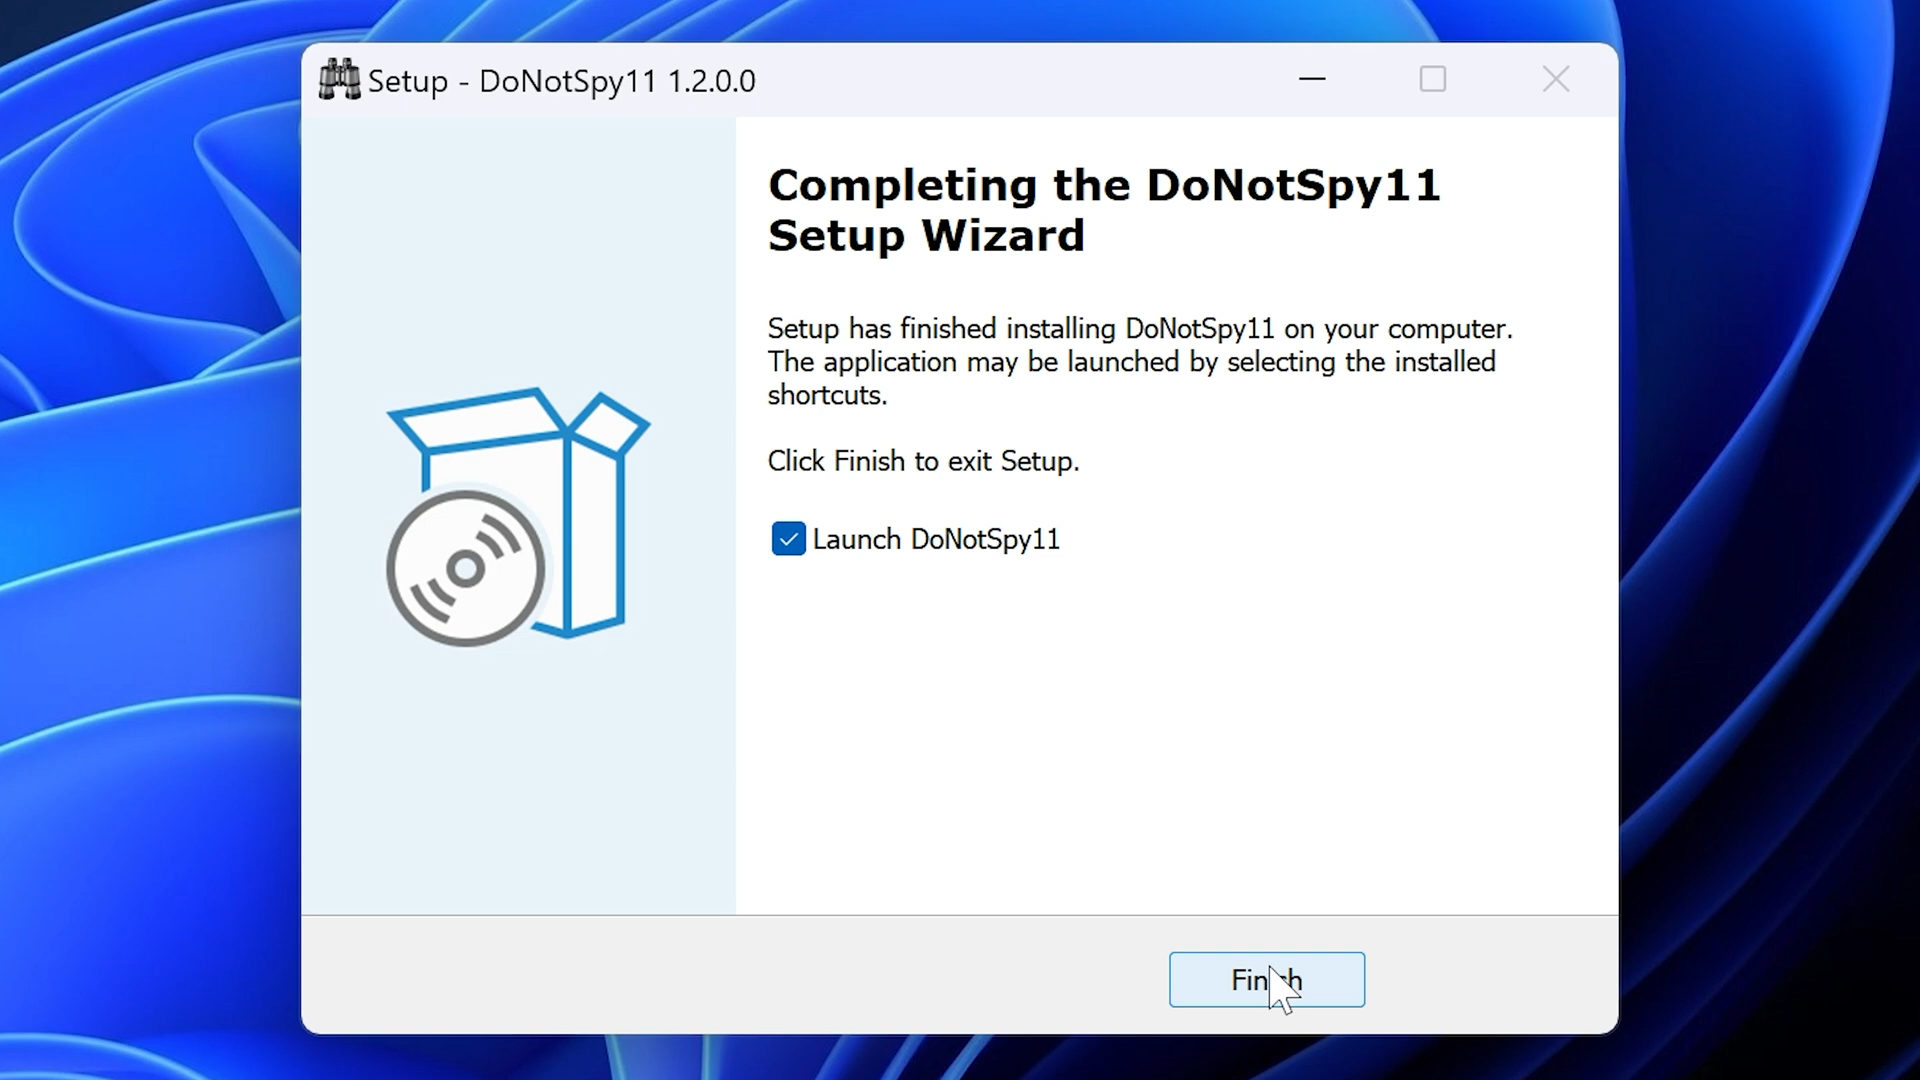 Setup - DoNotSpy11 1.2.0.0
Completing the DoNotSpy11
Setup Wizard
Setup has finished installing DoNotSpy11 on your computer.
The application may be launched by selecting the installed
shortcuts.
Click Finish to exit Setup.
Launch DoNotSpy11
Finish